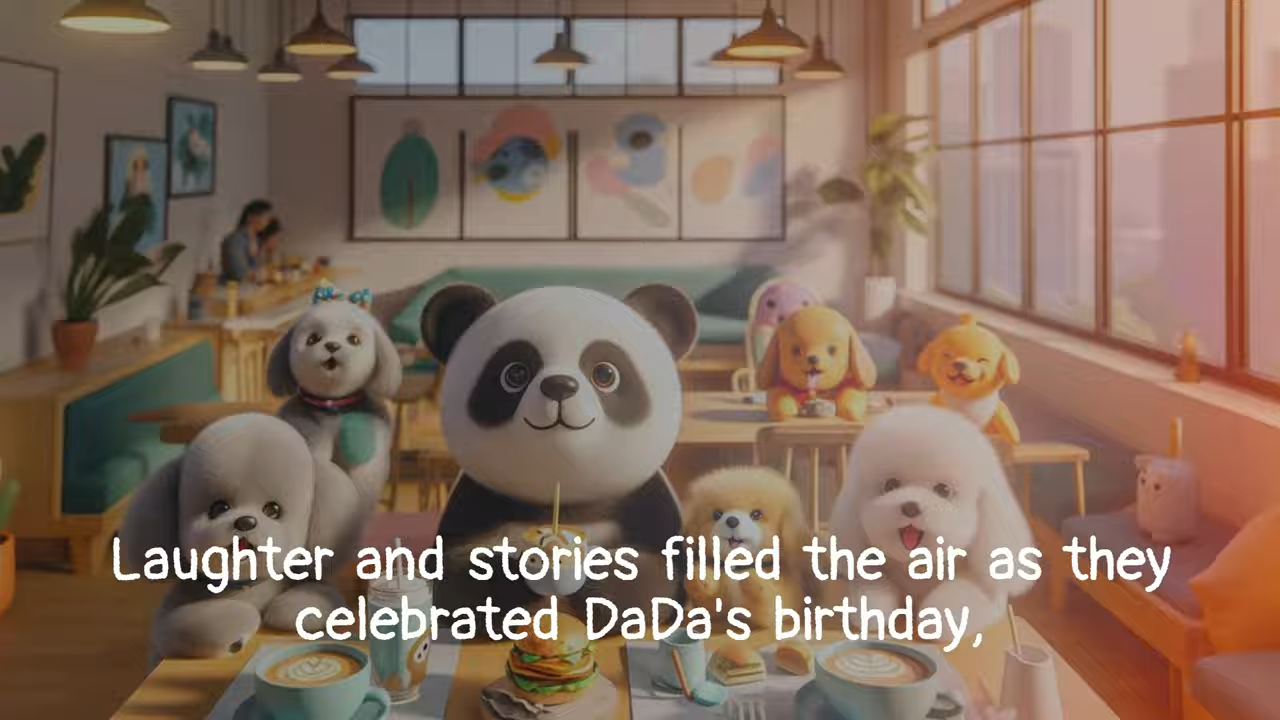 Laughter and stories filled the air as they
celebrated DaDa's birthday,